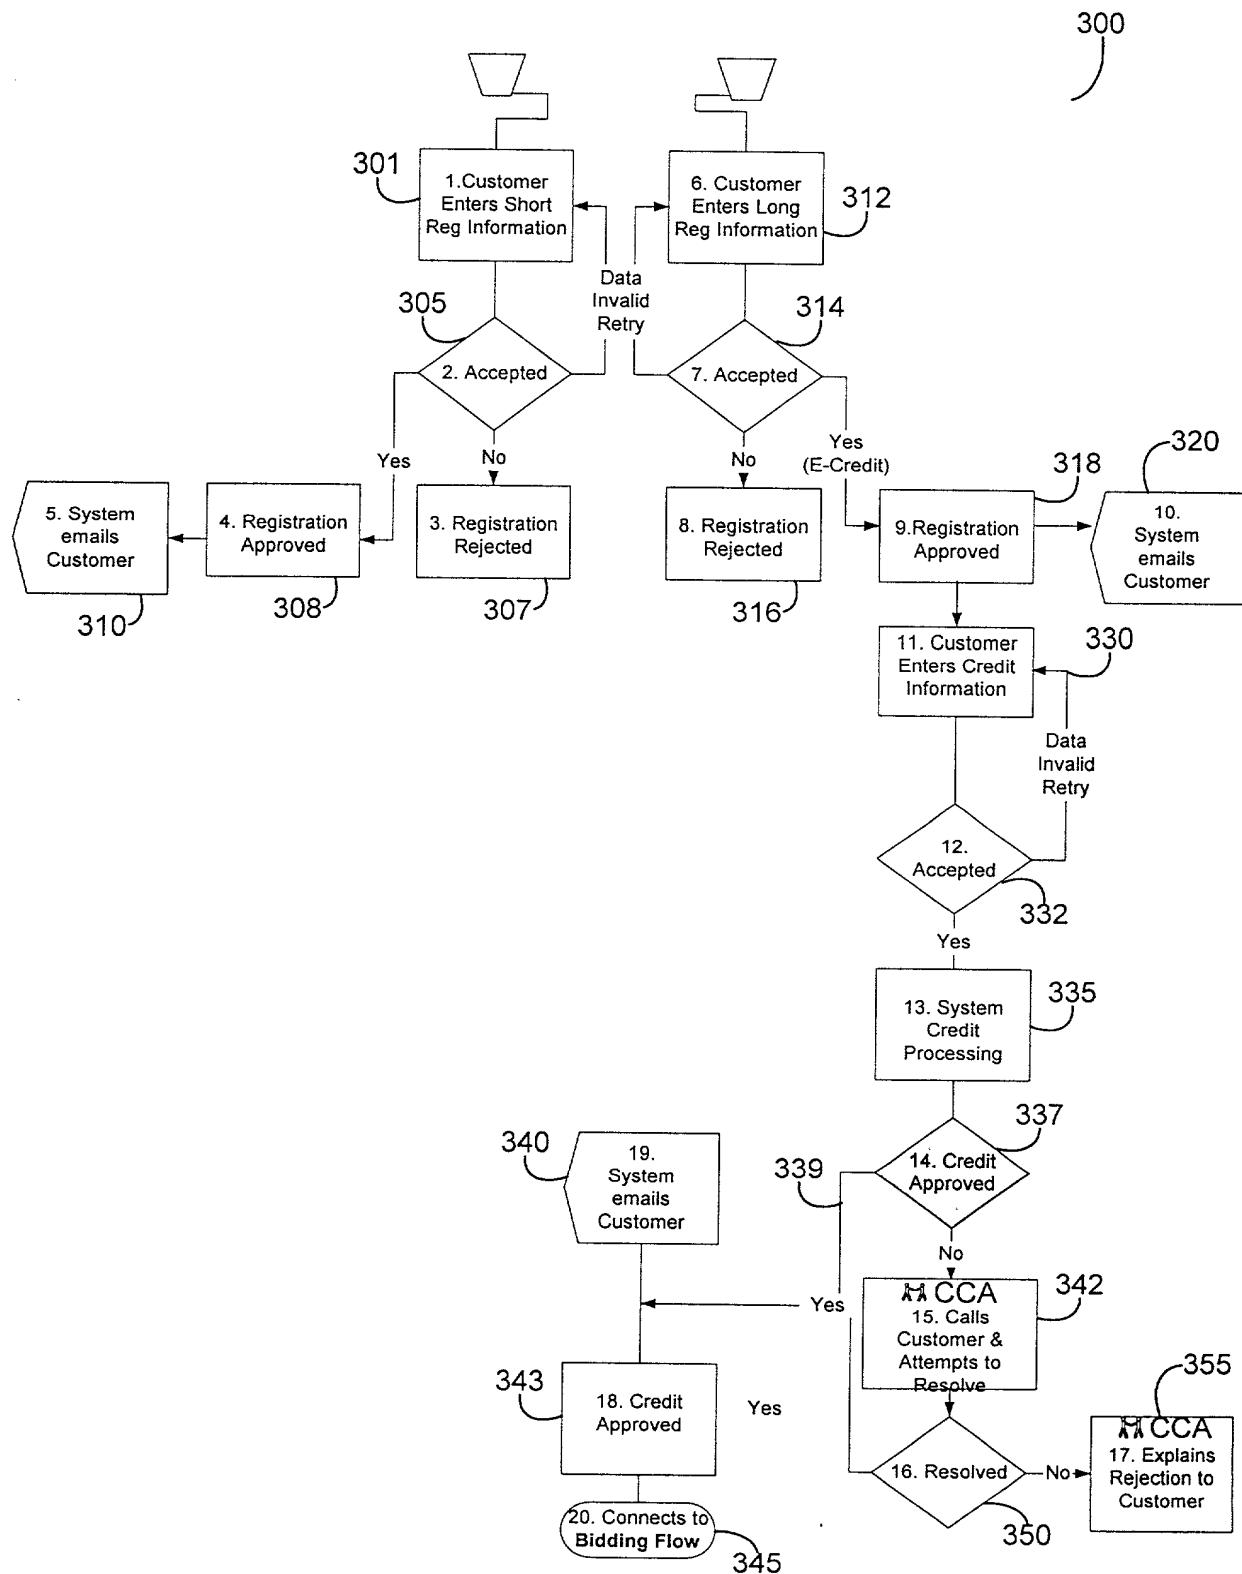 300
301
1.Customer
Enters Short
Reg Information
6. Customer
Enters Long
Reg Information
312
Data
Invalid
Retry
305
2. Accepted
314
7. Accepted
Yes
No
No
Yes
(E-Credit)
320
318
5. System
emails
Customer
310
4. Registration
Approved
308
3. Registration
Rejected
307
8. Registration
Rejected
316
9.Registration
Approved
10.
System
emails
Customer
11. Customer
Enters Credit
Information
330
Data
Invalid
Retry
12.
Accepted
332
Yes
13. System
Credit
Processing
335
337
14. Credit
Approved
339
340
19.
System
emails
Customer
No
Yes
CCA
15. Calls
Customer &
Attempts to
Resolve
342
343
18. Credit
Approved
Yes
16. Resolved
350
No
355
CCA
17. Explains
Rejection to
Customer
20. Connects to
Bidding Flow
345